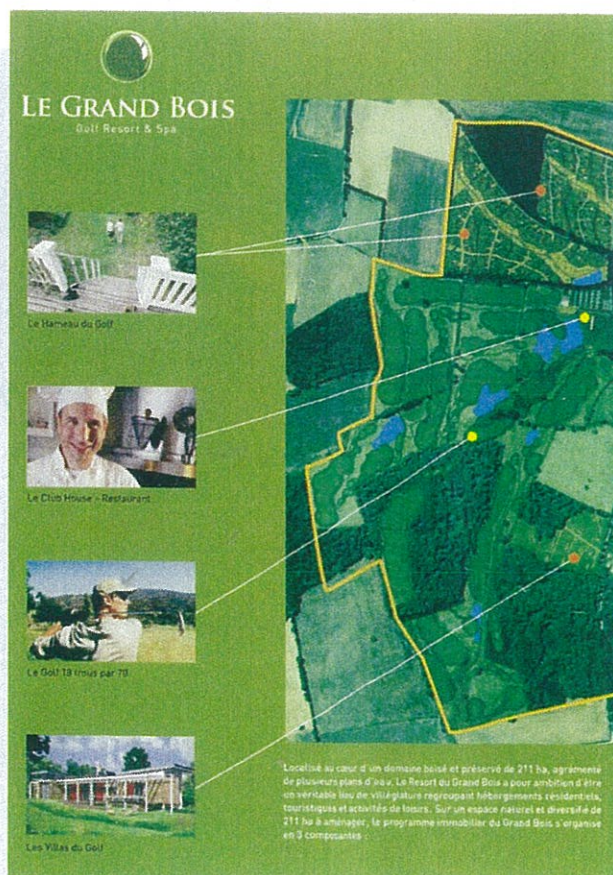 LE GRAND BOIS
Golf Resort & Spa
Le Hameau du Golf
Le Club House - Restaurant
Le Golf 18 trous par 70
Les Villas du Golf
Localisé au cœur d'un domaine boisé et préservé de 211 ha, agrémenté
de plusieurs plans d'eau, Le Resort du Grand Bois a pour ambition d'être
un véritable lieu de villégiature regroupant hébergements résidentiels,
touristiques et activités de loisirs. Sur un espace naturel et diversifié de
211 ha à aménager, le programme immobilier du Grand Bois s'organise
en 3 composantes :